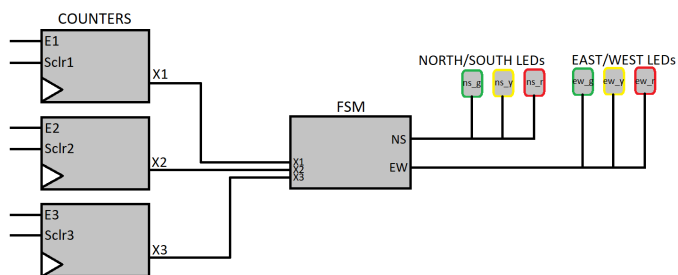 COUNTERS
E1
Sclr1
X1
E2
Sclr2
X2
E3
Sclr3
X3
FSM
X1
X2
X3
NS
EW
NORTH/SOUTH LEDs
ns_g ns_y ns_r
EAST/WEST LEDs
ew_g ew_y ew_r